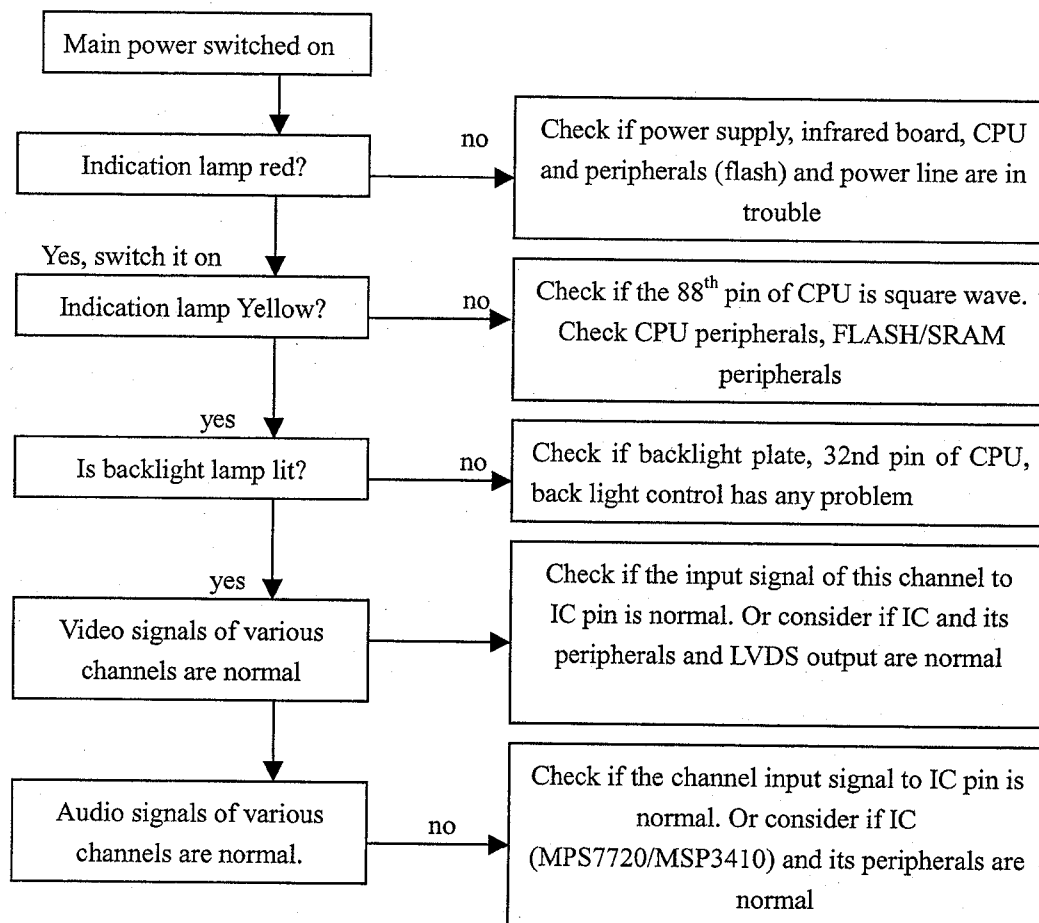 Main power switched on
Indication lamp red?
no
Check if power supply, infrared board, CPU
and peripherals (flash) and power line are in
trouble
Yes, switch it on
Indication lamp Yellow?
no
Check if the 88th pin of CPU is square wave.
Check CPU peripherals, FLASH/SRAM
peripherals
yes
Is backlight lamp lit?
no
Check if backlight plate, 32nd pin of CPU,
back light control has any problem
yes
Video signals of various
channels are normal
Check if the input signal of this channel to
IC pin is normal. Or consider if IC and its
peripherals and LVDS output are normal
Audio signals of various
channels are normal.
no
Check if the channel input signal to IC pin is
normal. Or consider if IC
(MPS7720/MSP3410) and its peripherals are
normal